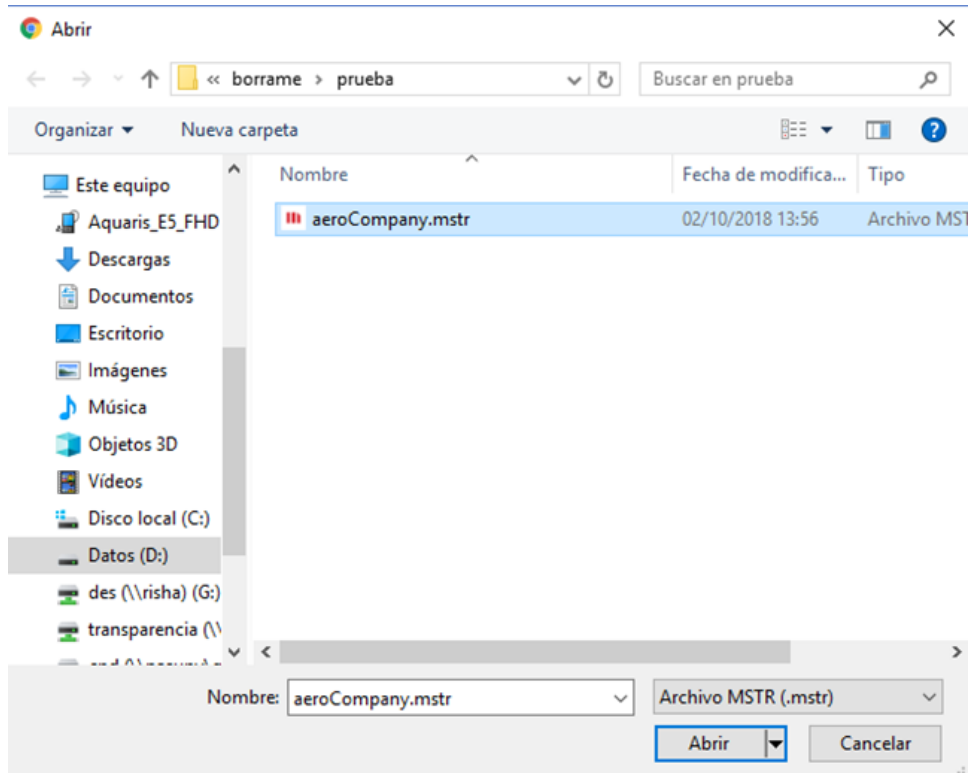 Abrir
« borrame > prueba
Buscar en prueba
Organizar
Nueva carpeta
Este equipo
Aquaris_E5_FHD
Descargas
Documentos
Escritorio
Imágenes
Música
Objetos 3D
Vídeos
Disco local (C:)
Datos (D:)
des (\\risha) (G:)
transparencia (\\
Nombre
Fecha de modifica...
Tipo
aeroCompany.mstr
02/10/2018 13:56
Archivo MST
Nombre:
aeroCompany.mstr
Archivo MSTR (.mstr)
Abrir
Cancelar